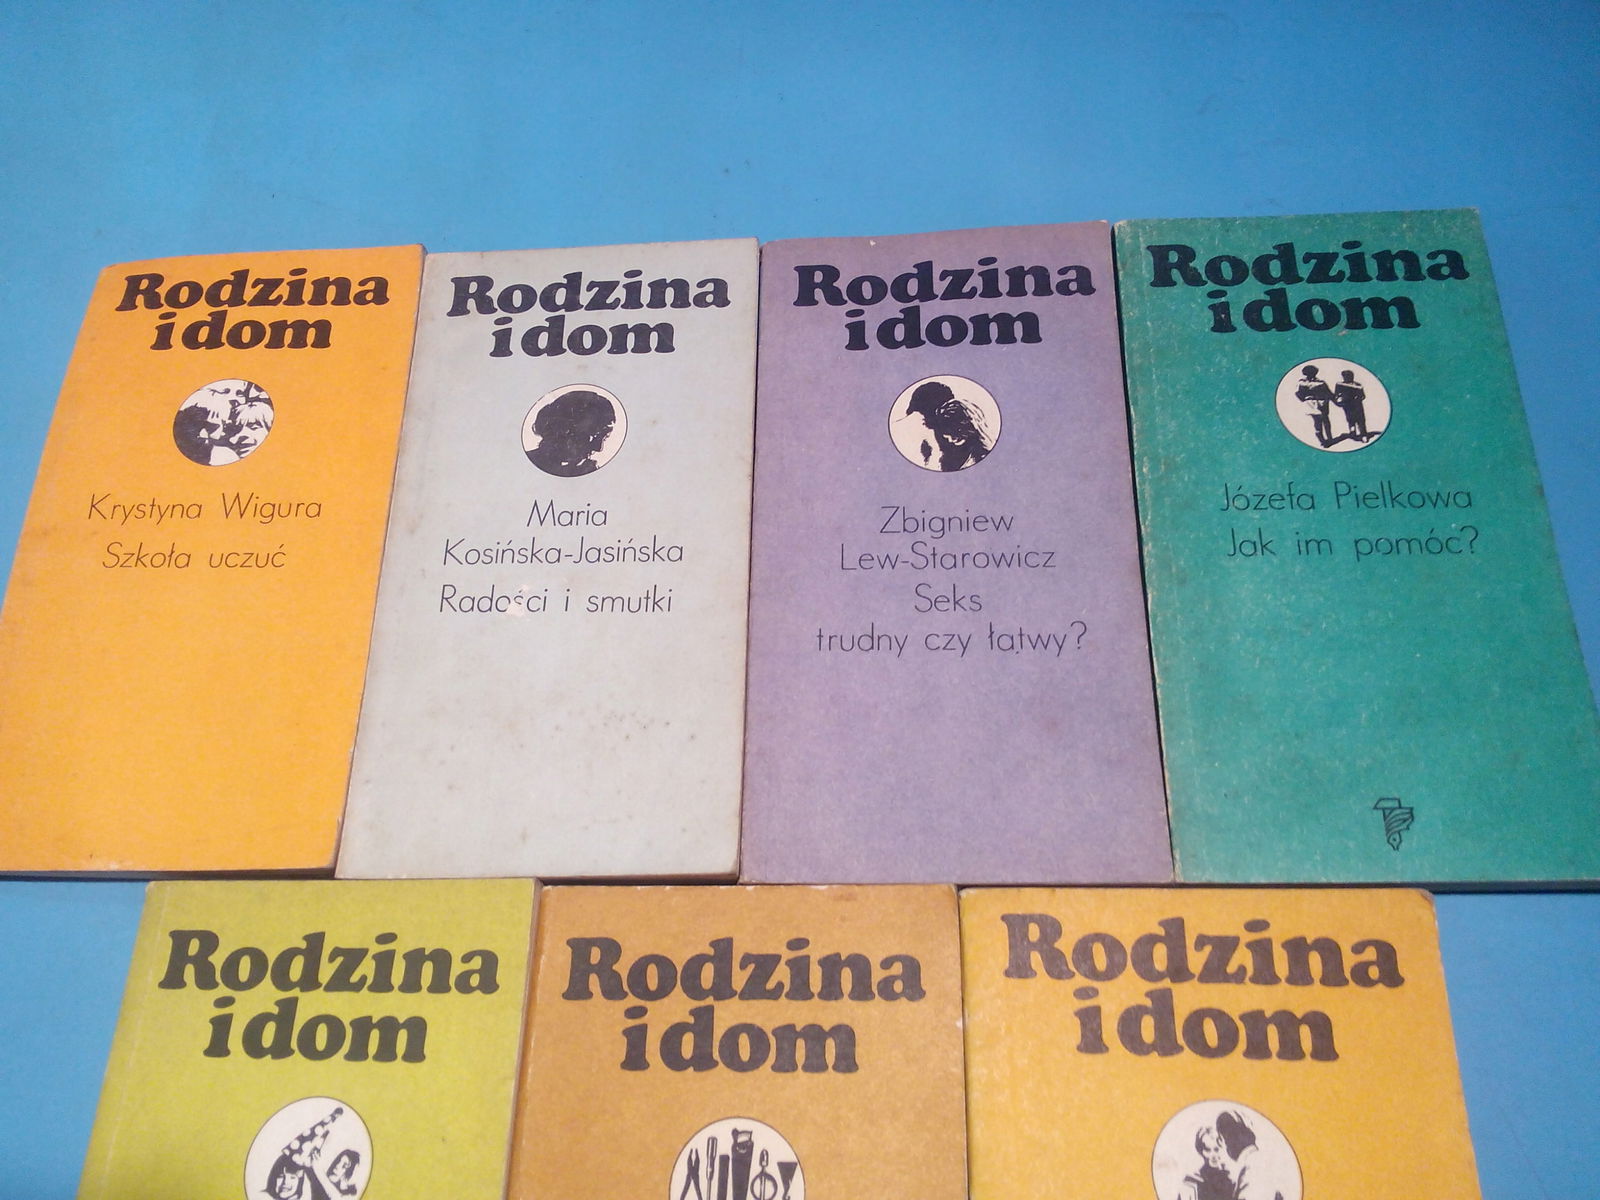 Rodzina
i dom
Krystyna Wigura
Szkoła uczuć
Rodzina
i dom
Maria
Kosińska-Jasińska
Radości i smutki
Rodzina
i dom
Zbigniew
Lew-Starowicz
Seks
trudny czy łatwy?
Rodzina
i dom
Józefa Pielkowa
Jak im pomóc?
Rodzina
i dom
Rodzina
i dom
Rodzina
i dom